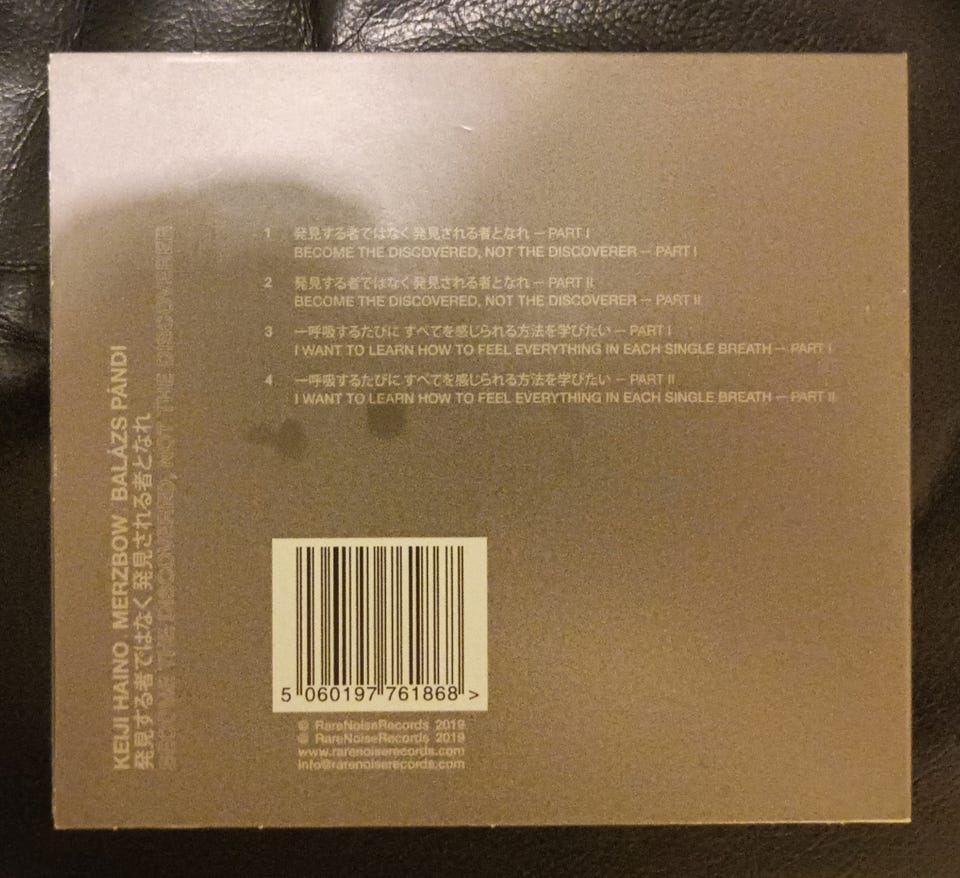 KEIJI HAINO MERZBOW BALÁZS PÁNDI
発見する者ではなく 発見される者となれ
BECOME THE DISCOVERED, NOT THE DISCOVERER
1 発見する者ではなく 発見される者となれ – PART I
BECOME THE DISCOVERED, NOT THE DISCOVERER – PART I
2 発見する者ではなく 発見される者となれ – PART II
BECOME THE DISCOVERED, NOT THE DISCOVERER – PART II
3 一呼吸するたびに すべてを感じられる方法を学びたい – PART I
I WANT TO LEARN HOW TO FEEL EVERYTHING IN EACH SINGLE BREATH – PART I
4 一呼吸するたびに すべてを感じられる方法を学びたい – PART II
I WANT TO LEARN HOW TO FEEL EVERYTHING IN EACH SINGLE BREATH – PART II
5 060197 761868 >
℗ RareNoiseRecords 2019
© RareNoiseRecords 2019
www.rarenoiserecords.com
info@rarenoiserecords.com